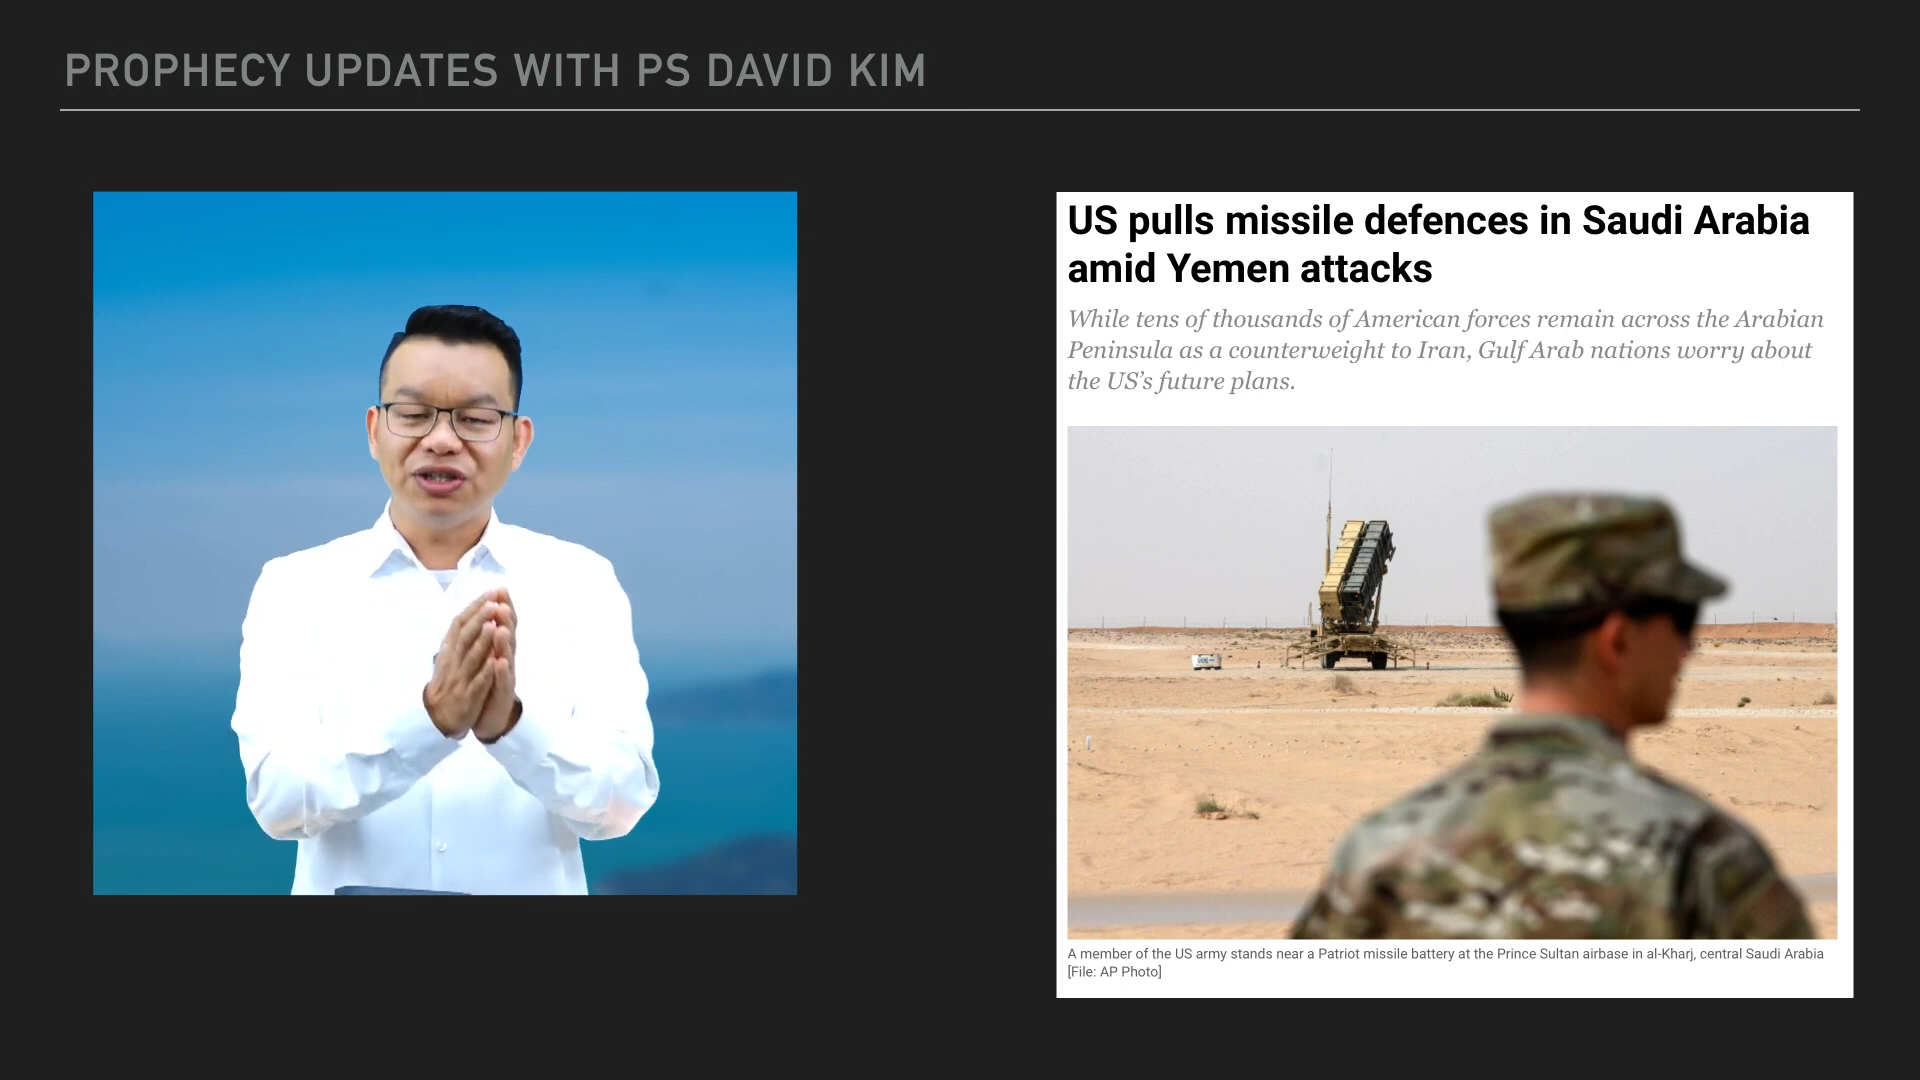 PROPHECY UPDATES WITH PS DAVID KIM
US pulls missile defences in Saudi Arabia
amid Yemen attacks
While tens of thousands of American forces remain across the Arabian
Peninsula as a counterweight to Iran, Gulf Arab nations worry about
the US’s future plans.
A member of the US army stands near a Patriot missile battery at the Prince Sultan airbase in al-Kharj, central Saudi Arabia
[File: AP Photo]